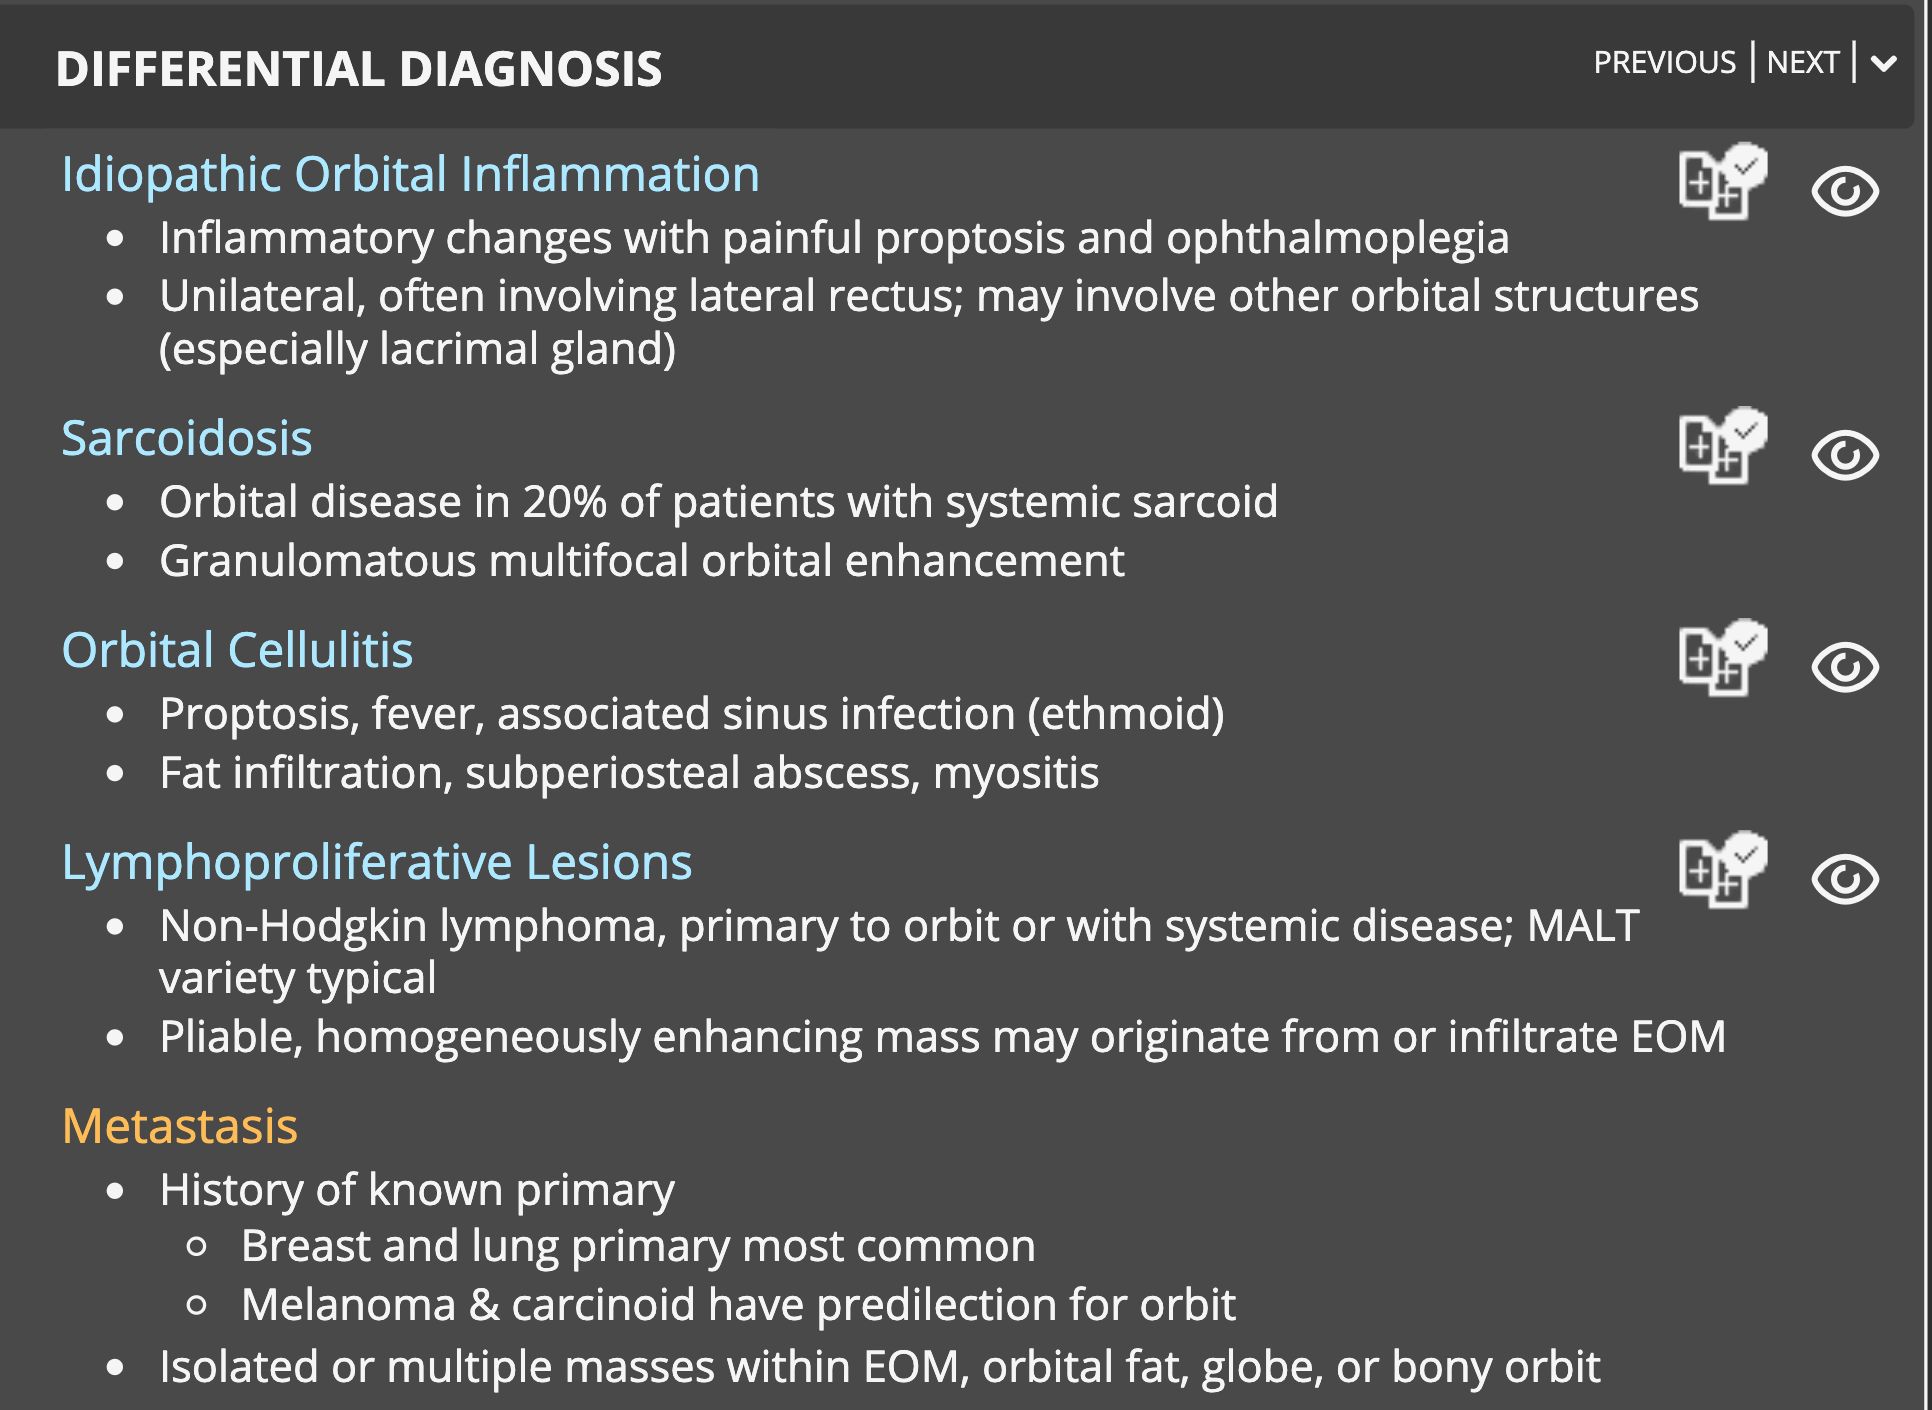 DIFFERENTIAL DIAGNOSIS
PREVIOUS | NEXT |
Idiopathic Orbital Inflammation
• Inflammatory changes with painful proptosis and ophthalmoplegia
• Unilateral, often involving lateral rectus; may involve other orbital structures
(especially lacrimal gland)
Sarcoidosis
• Orbital disease in 20% of patients with systemic sarcoid
• Granulomatous multifocal orbital enhancement
Orbital Cellulitis
• Proptosis, fever, associated sinus infection (ethmoid)
• Fat infiltration, subperiosteal abscess, myositis
Lymphoproliferative Lesions
• Non-Hodgkin lymphoma, primary to orbit or with systemic disease; MALT
variety typical
• Pliable, homogeneously enhancing mass may originate from or infiltrate EOM
Metastasis
• History of known primary
○ Breast and lung primary most common
○ Melanoma & carcinoid have predilection for orbit
• Isolated or multiple masses within EOM, orbital fat, globe, or bony orbit